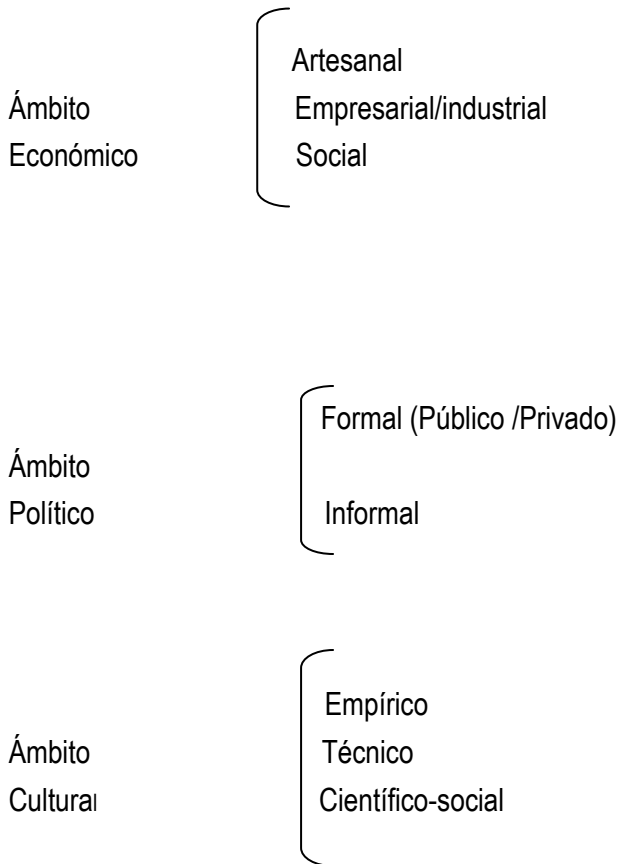 Artesanal
Ámbito Empresarial/industrial
Económico Social
Formal (Público /Privado)
Ámbito
Político Informal
Empírico
Ámbito Técnico
Cultural Científico-social